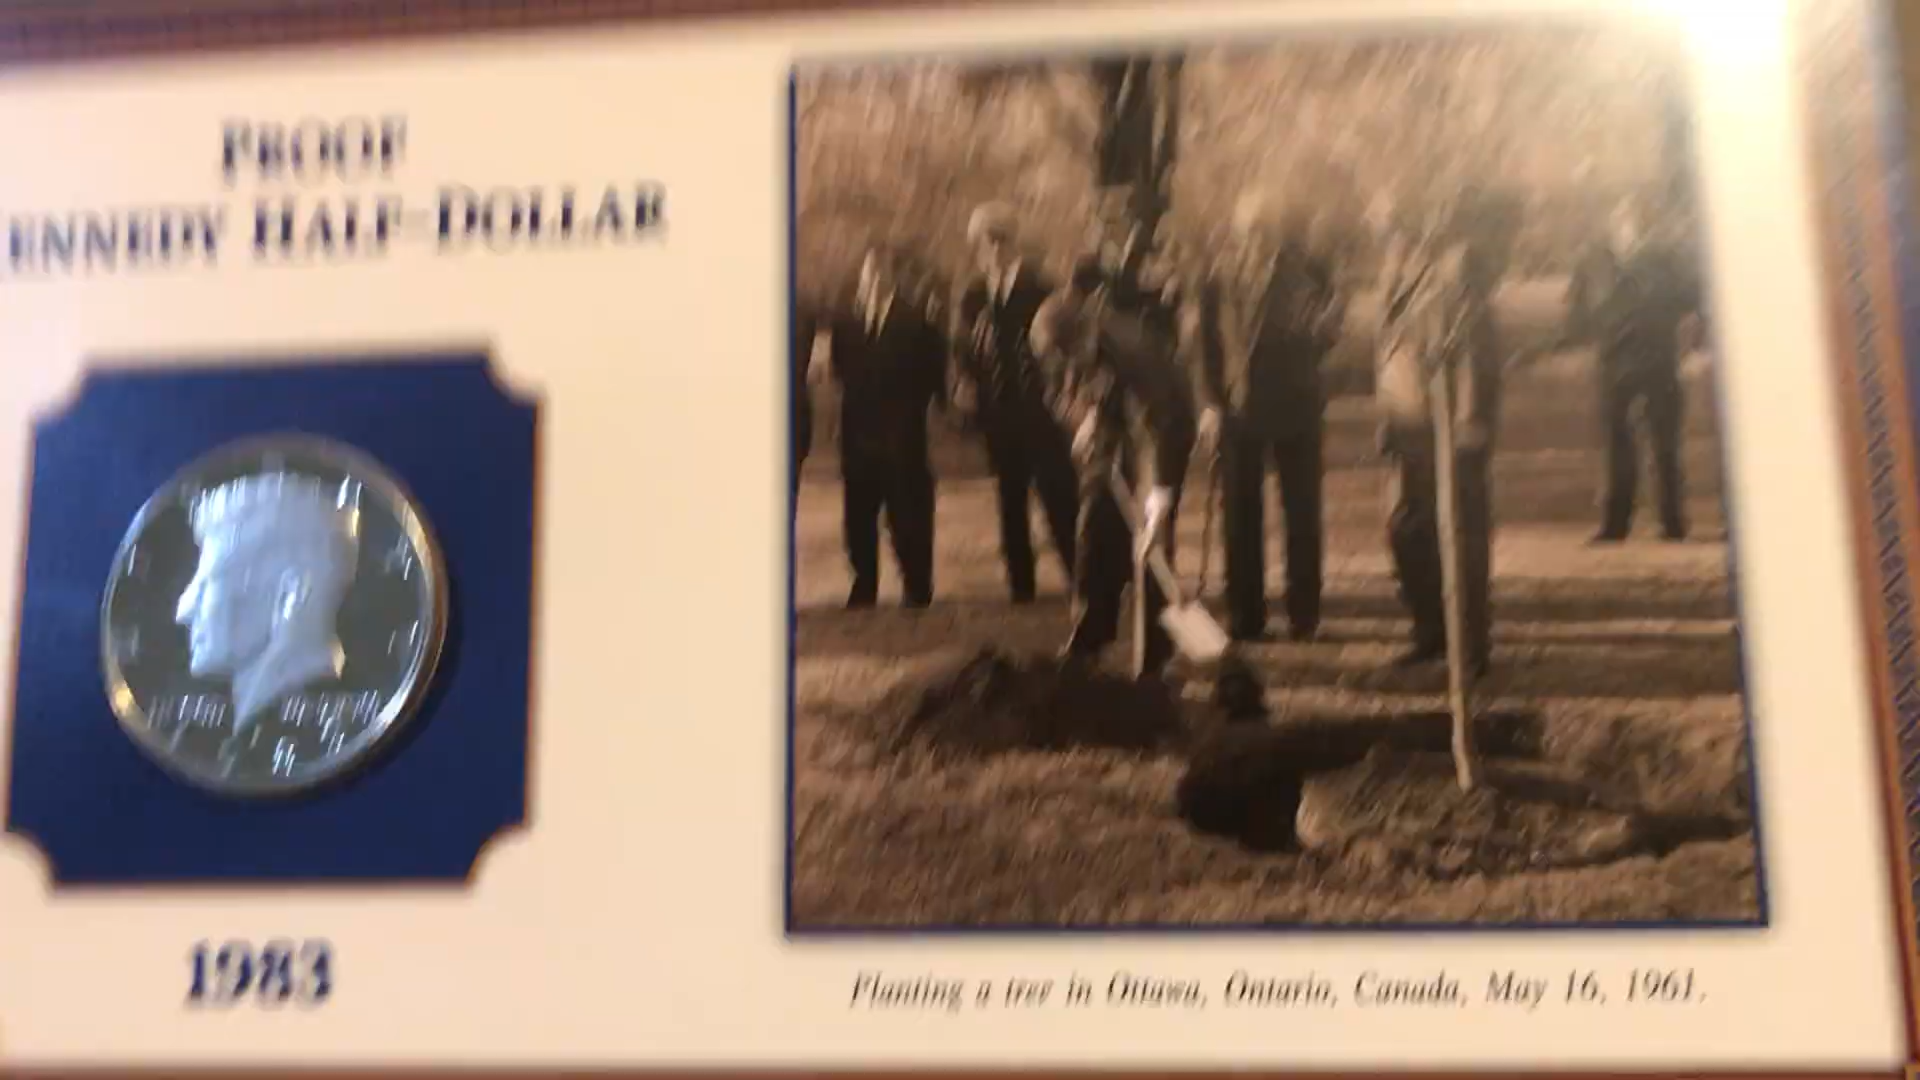 PROOF
ENNEDY HALF-DOLLAR
1983
Planting a tree in Ottawa, Ontario, Canada, May 16, 1961.